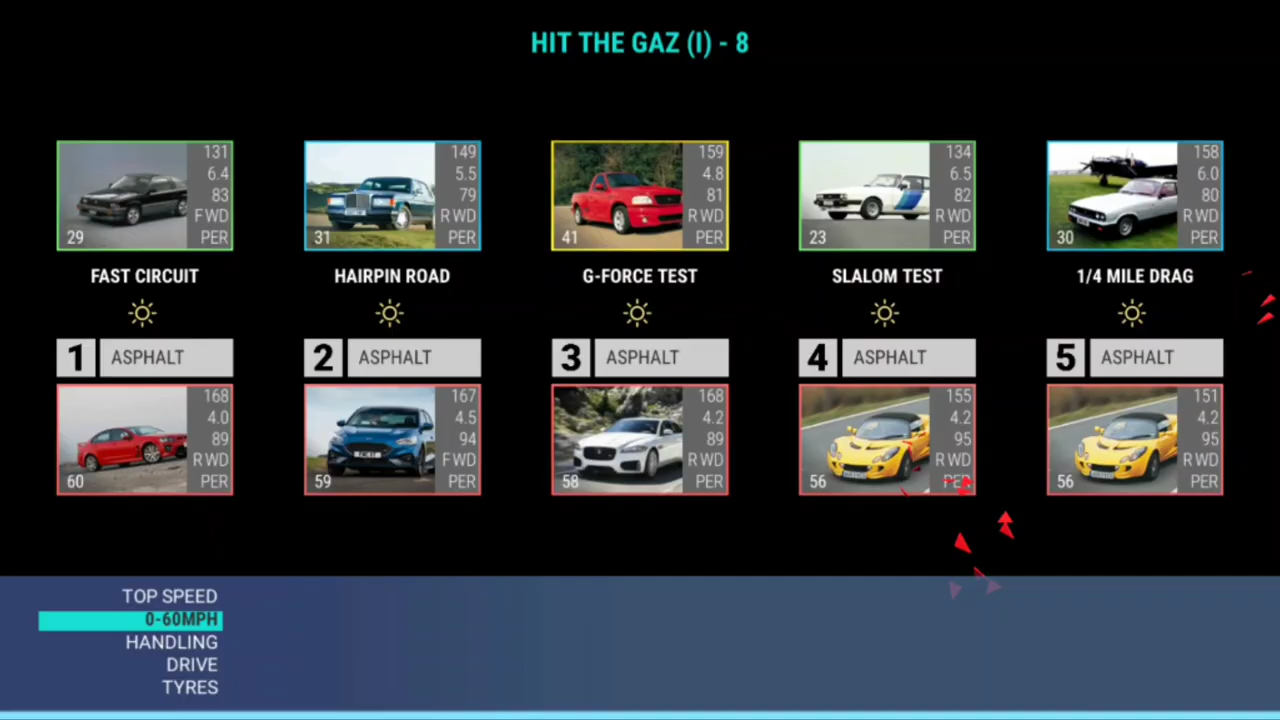 HIT THE GAZ (I) - 8
131
6.4
83
FWD
29 PER
149
5.5
79
RWD
31 PER
159
4.8
81
RWD
41 PER
134
6.5
82
RWD
23 PER
158
6.0
80
RWD
30 PER
FAST CIRCUIT
HAIRPIN ROAD
G-FORCE TEST
SLALOM TEST
1/4 MILE DRAG
1 ASPHALT
2 ASPHALT
3 ASPHALT
4 ASPHALT
5 ASPHALT
168
4.0
89
RWD
60 PER
167
4.5
94
FWD
59 PER
168
4.2
89
RWD
58 PER
155
4.2
95
RWD
56 PER
151
4.2
95
RWD
56 PER
TOP SPEED
0-60MPH
HANDLING
DRIVE
TYRES